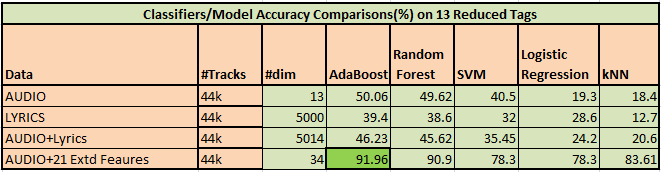 Classifiers/Model Accuracy Comparisons(%) on 13 Reduced Tags
Data #Tracks #dim AdaBoost Random Forest SVM Logistic Regression kNN
AUDIO 44k 13 50.06 49.62 40.5 19.3 18.4
LYRICS 44k 5000 39.4 38.6 32 28.6 12.7
AUDIO+Lyrics 44k 5014 46.23 45.62 35.45 24.2 20.6
AUDIO+21 Extd Feaures 44k 34 91.96 90.9 78.3 78.3 83.61